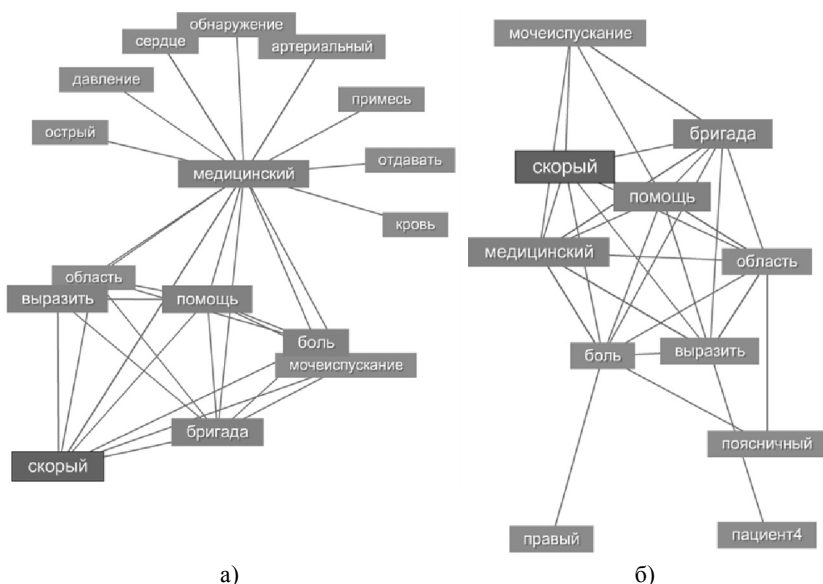 обнаружение
сердце
артериальный
давление
примесь
острый
отдавать
медицинский
кровь
область
выразить
помощь
боль
мочеиспускание
бригада
скорый
а)
мочеиспускание
бригада
скорый
помощь
медицинский
область
боль
выразить
поясничный
правый
пациент4
б)